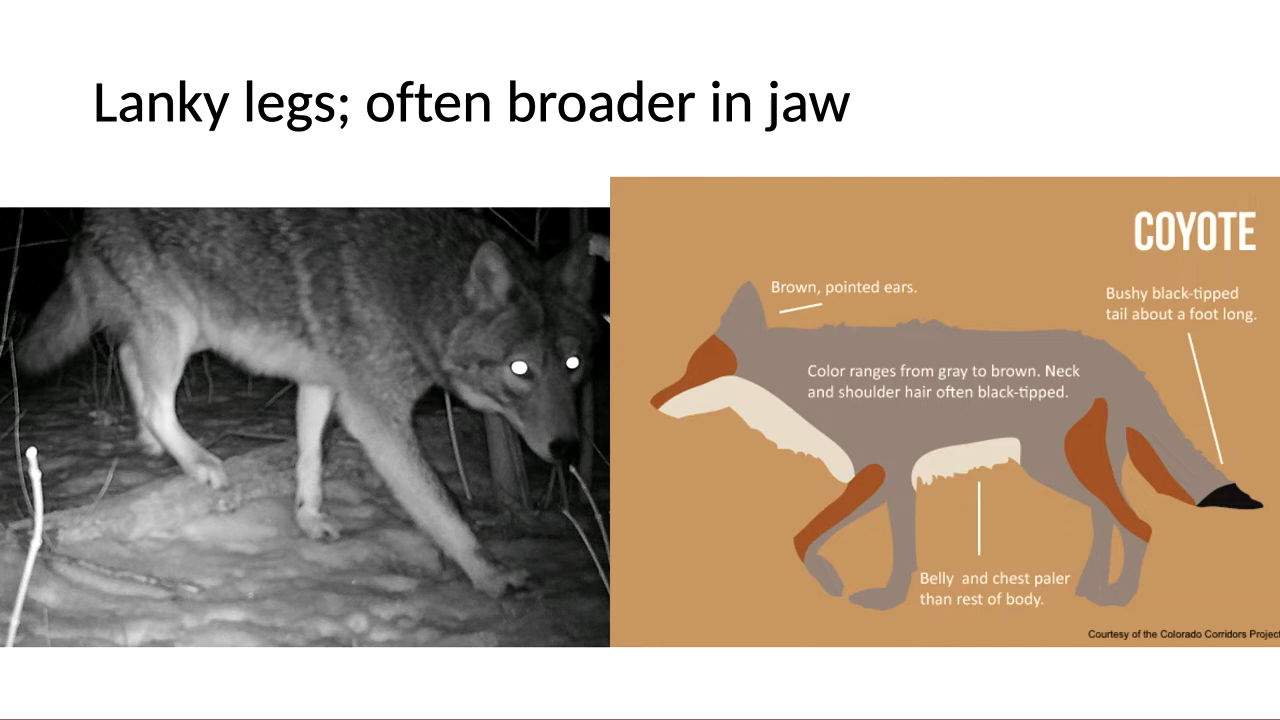 Lanky legs; often broader in jaw
COYOTE
Brown, pointed ears.
Bushy black-tipped
tail about a foot long.
Color ranges from gray to brown. Neck
and shoulder hair often black-tipped.
Belly and chest paler
than rest of body.
Courtesy of the Colorado Corridors Project